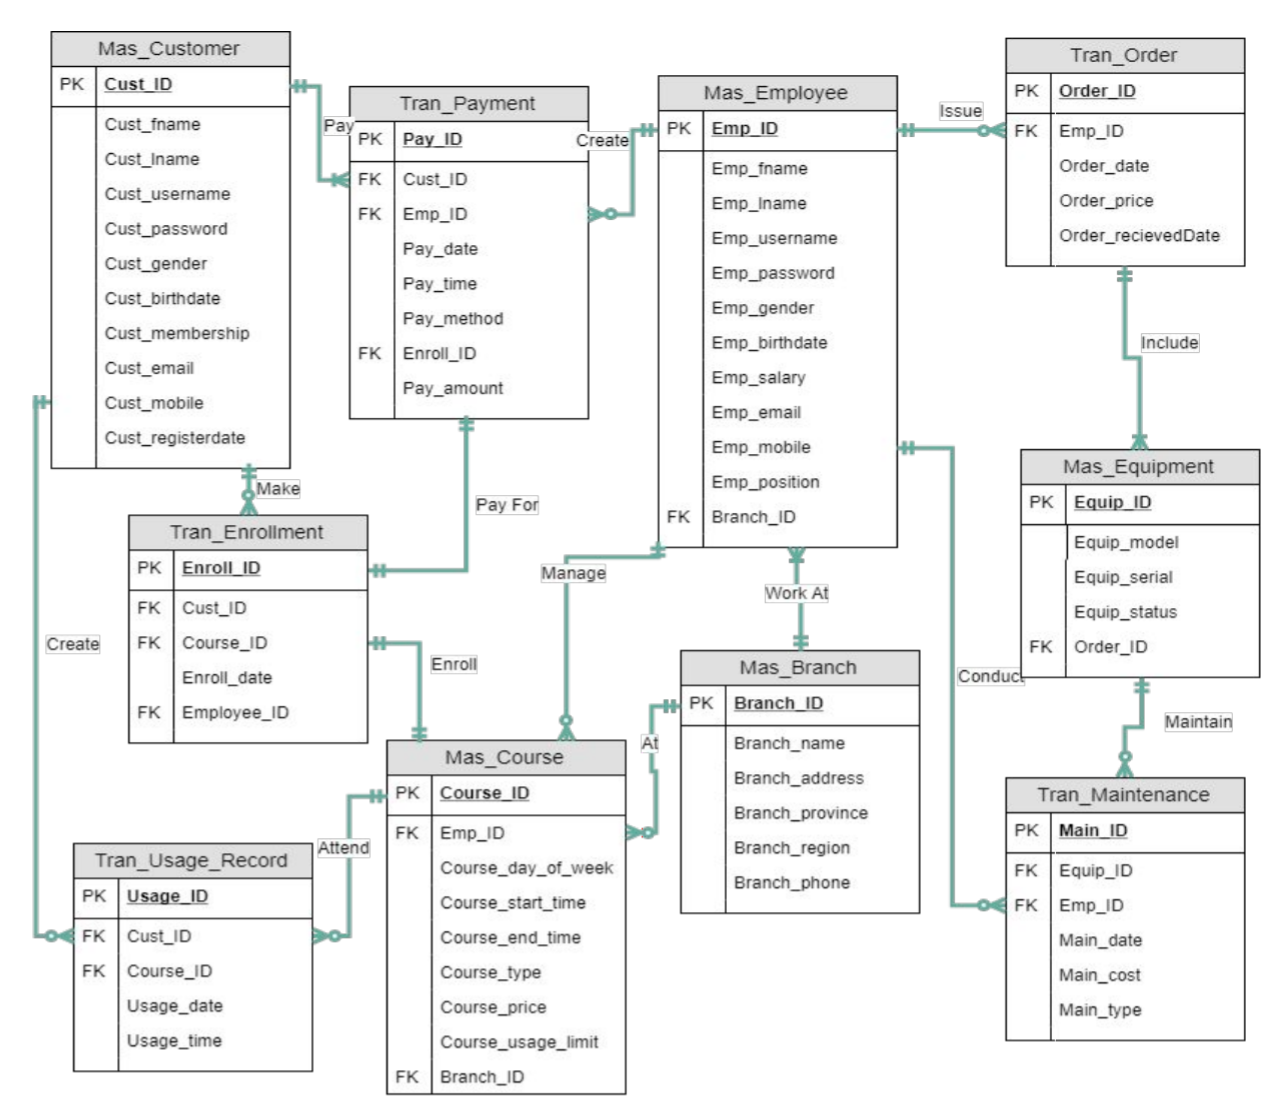 Mas_Customer
PK Cust_ID
Cust_fname
Cust_lname
Cust_username
Cust_password
Cust_gender
Cust_birthdate
Cust_membership
Cust_email
Cust_mobile
Cust_registerdate
Pay
Tran_Payment
PK Pay_ID
FK Cust_ID
FK Emp_ID
Pay_date
Pay_time
Pay_method
FK Enroll_ID
Pay_amount
Create
Mas_Employee
PK Emp_ID
Emp_fname
Emp_lname
Emp_username
Emp_password
Emp_gender
Emp_birthdate
Emp_salary
Emp_email
Emp_mobile
Emp_position
FK Branch_ID
Issue
Tran_Order
PK Order_ID
FK Emp_ID
Order_date
Order_price
Order_recievedDate
Include
Make
Pay For
Tran_Enrollment
PK Enroll_ID
FK Cust_ID
FK Course_ID
Enroll_date
FK Employee_ID
Manage
Work At
Mas_Equipment
PK Equip_ID
Equip_model
Equip_serial
Equip_status
FK Order_ID
Create
Enroll
Mas_Branch
PK Branch_ID
Branch_name
Branch_address
Branch_province
Branch_region
Branch_phone
Conduct
Maintain
At
Mas_Course
PK Course_ID
FK Emp_ID
Course_day_of_week
Course_start_time
Course_end_time
Course_type
Course_price
Course_usage_limit
FK Branch_ID
Attend
Tran_Usage_Record
PK Usage_ID
FK Cust_ID
FK Course_ID
Usage_date
Usage_time
Tran_Maintenance
PK Main_ID
FK Equip_ID
FK Emp_ID
Main_date
Main_cost
Main_type